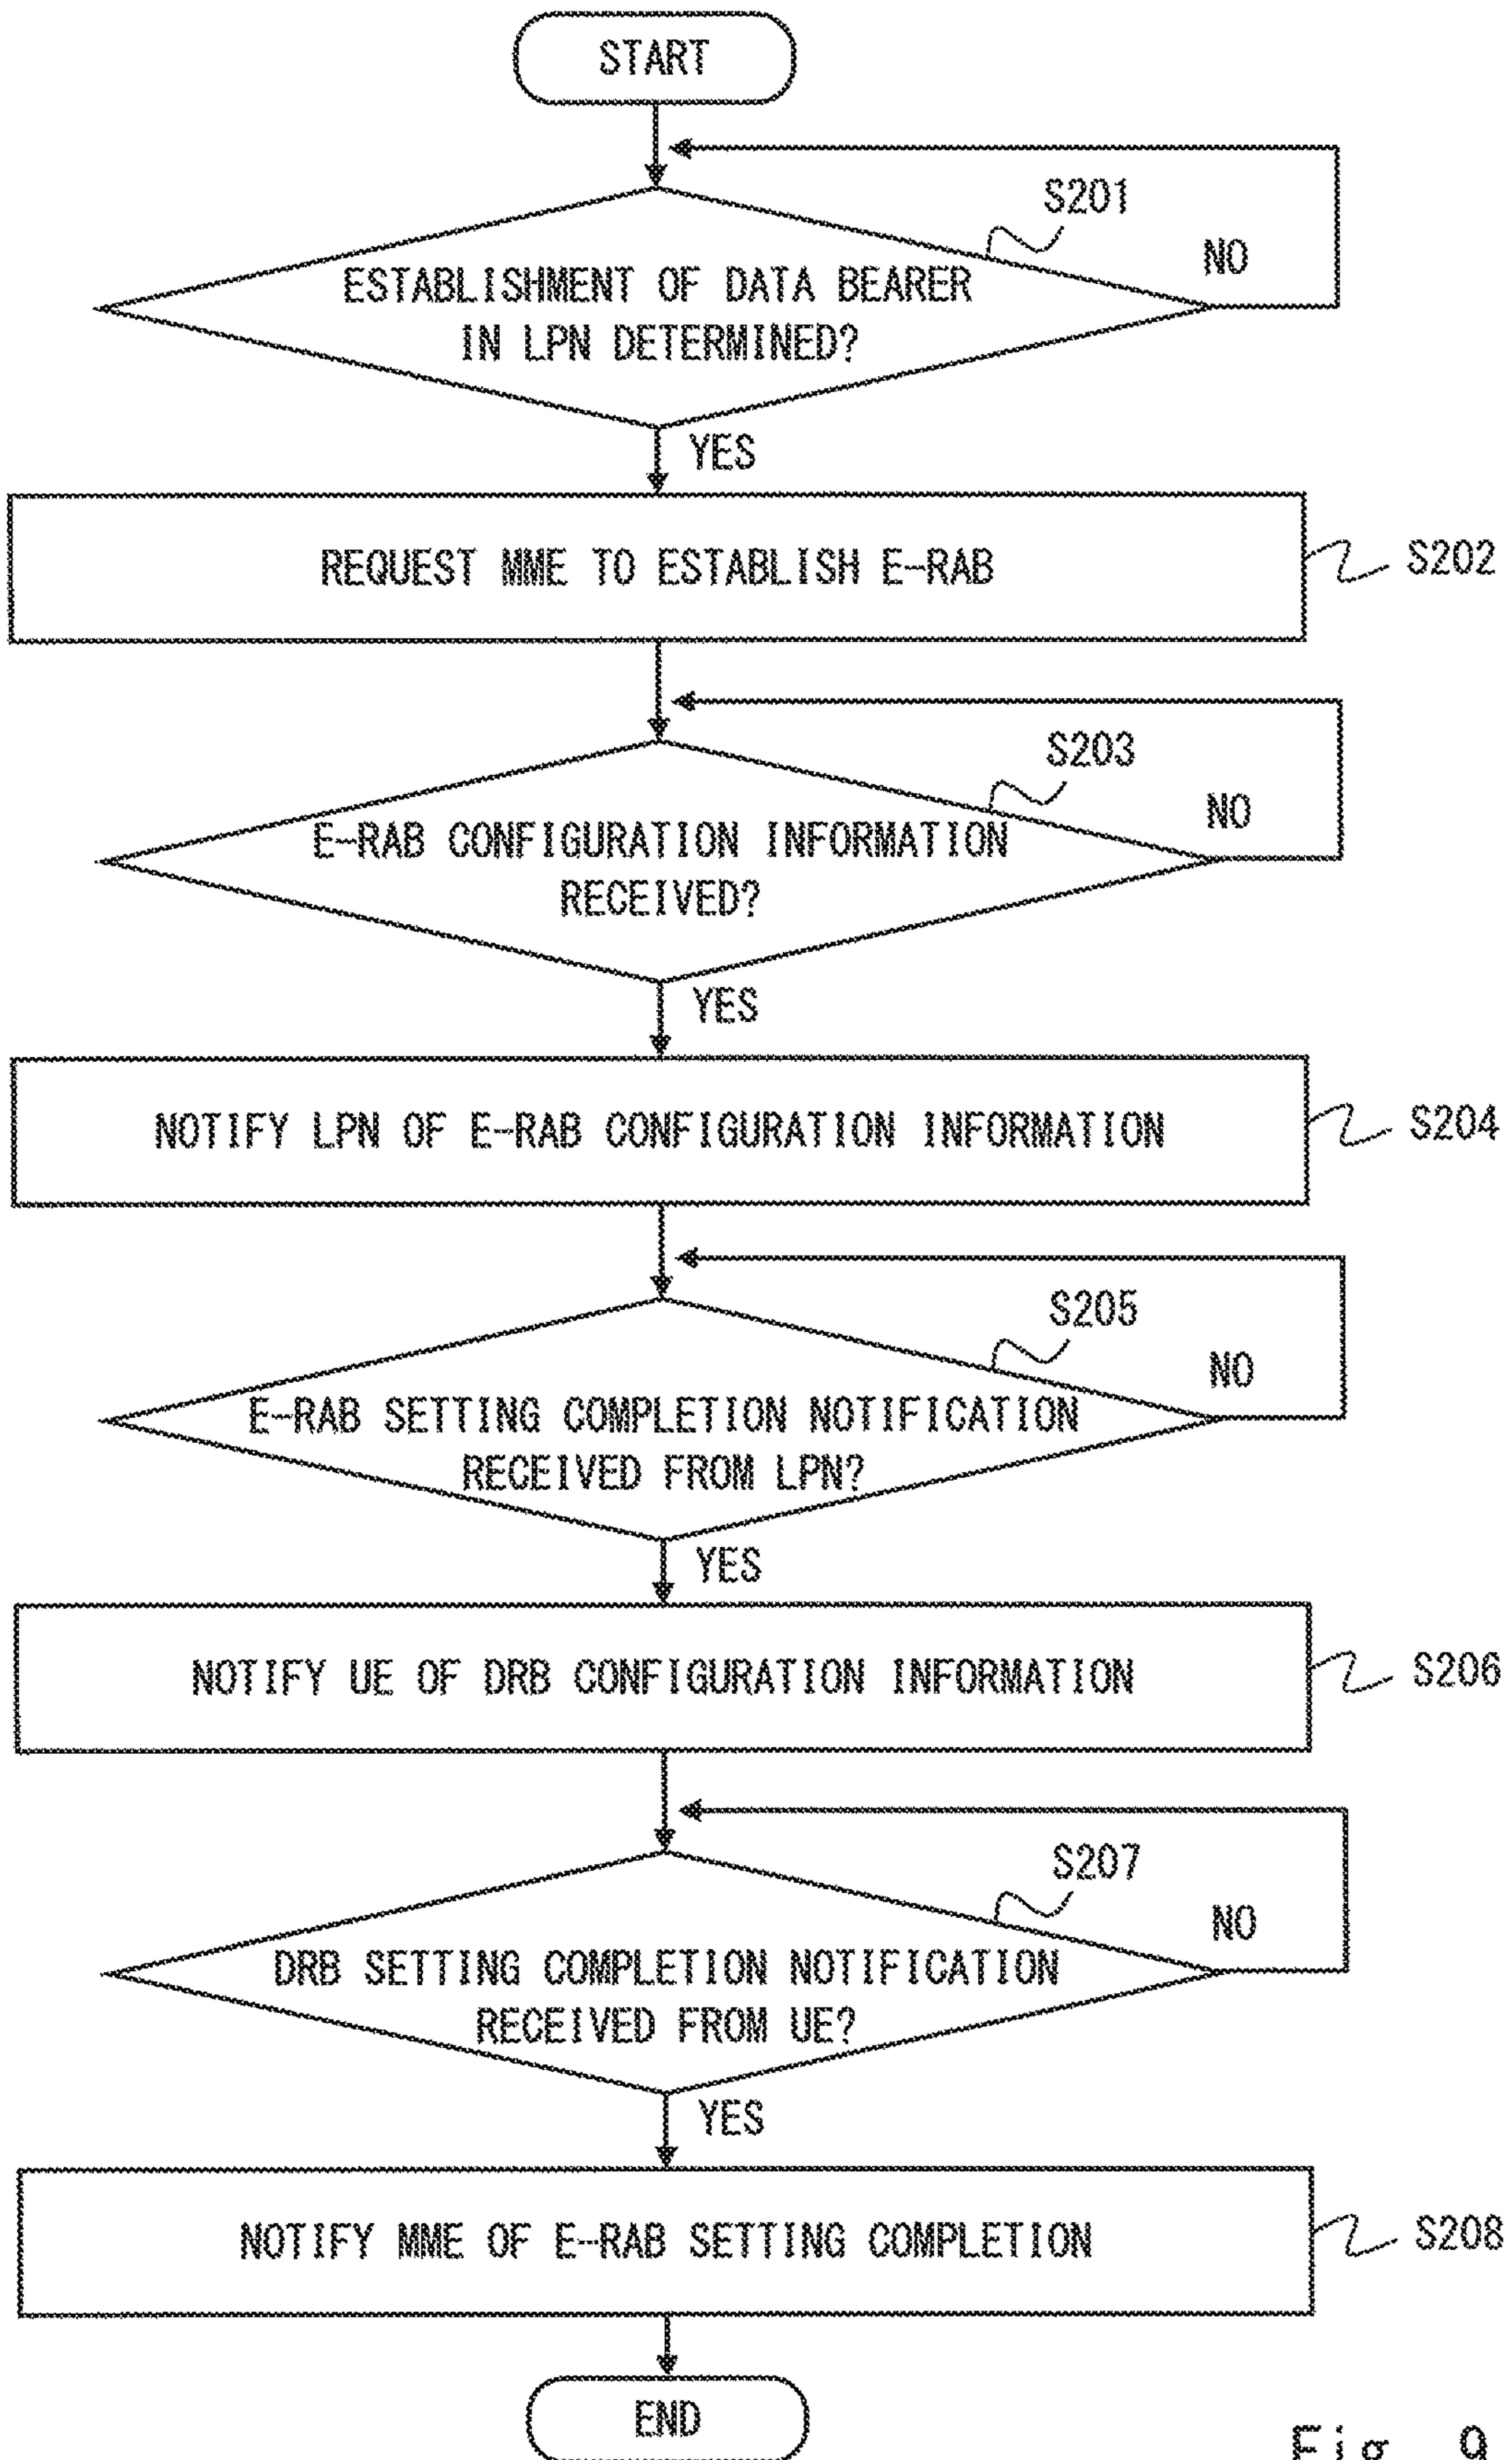 START
S201
NO
ESTABLISHMENT OF DATA BEARER
IN LPN DETERMINED?
YES
REQUEST MME TO ESTABLISH E-RAB
S202
S203
NO
E-RAB CONFIGURATION INFORMATION
RECEIVED?
YES
NOTIFY LPN OF E-RAB CONFIGURATION INFORMATION
S204
S205
NO
E-RAB SETTING COMPLETION NOTIFICATION
RECEIVED FROM LPN?
YES
NOTIFY UE OF DRB CONFIGURATION INFORMATION
S206
S207
NO
DRB SETTING COMPLETION NOTIFICATION
RECEIVED FROM UE?
YES
NOTIFY MME OF E-RAB SETTING COMPLETION
S208
END
Fig. 9